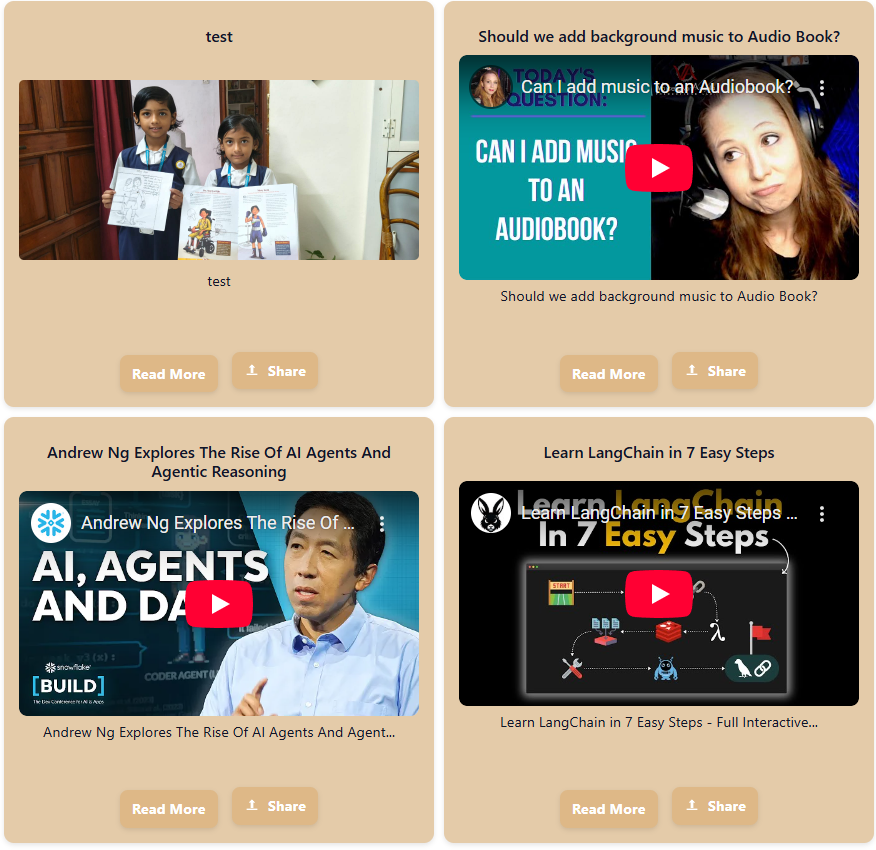 test
test
Read More
Share
Should we add background music to Audio Book?
TODAY'S
QUESTION:
Can I add music to an Audiobook?
CAN I ADD MUSIC
TO AN
AUDIOBOOK?
Should we add background music to Audio Book?
Read More
Share
Andrew Ng Explores The Rise Of AI Agents And
Agentic Reasoning
Andrew Ng Explores The Rise Of ...
AI, AGENTS
AND DA
snowflake
[BUILD]
The Dev Conference for AI & Apps
CODER AGENT (L
Andrew Ng Explores The Rise Of AI Agents And Agent...
Read More
Share
Learn LangChain in 7 Easy Steps
Learn LangChain
In 7 Easy Steps
Learn LangChain in 7 Easy Steps ...
START
λ
Learn LangChain in 7 Easy Steps - Full Interactive...
Read More
Share